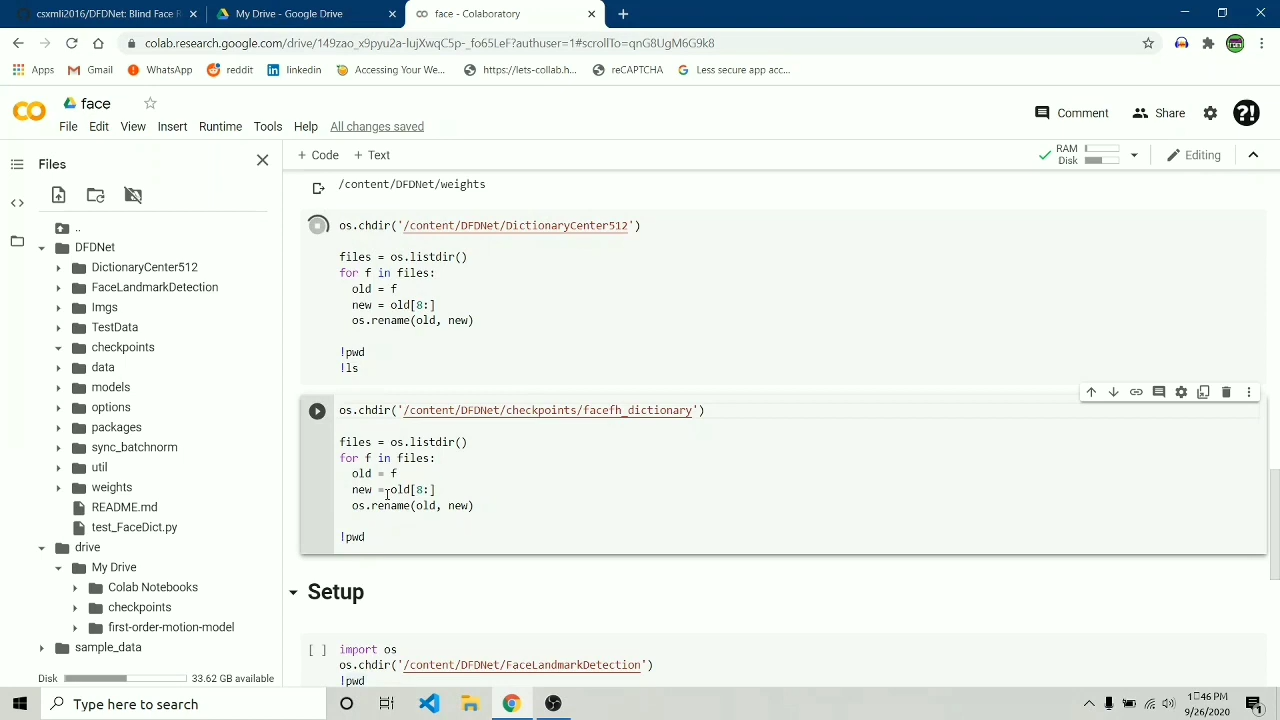 csxmli2016/DFDNet: Blind Face R
My Drive - Google Drive
face - Colaboratory
colab.research.google.com/drive/149zao_x9pyu2a-lujXwqC5p-_fo65LeF?authuser=1#scrollTo=qnG8UgM6G9k8
Apps
Gmail
WhatsApp
reddit
linkedin
Accessing Your We...
https://lets-collab.h...
reCAPTCHA
Less secure app acc...
face
Comment
Share
?!
File Edit View Insert Runtime Tools Help All changes saved
Files
+ Code + Text
RAM
Disk
Editing
..
DFDNet
DictionaryCenter512
FaceLandmarkDetection
Imgs
TestData
checkpoints
data
models
options
packages
sync_batchnorm
util
weights
README.md
test_FaceDict.py
drive
My Drive
Colab Notebooks
checkpoints
first-order-motion-model
sample_data
Disk 33.62 GB available
/content/DFDNet/weights
os.chdir('/content/DFDNet/DictionaryCenter512')
files = os.listdir()
for f in files:
old = f
new = old[8:]
os.rename(old, new)
!pwd
!ls
os.chdir('/content/DFDNet/checkpoints/facefh_dictionary')
files = os.listdir()
for f in files:
old = f
new = old[8:]
os.rename(old, new)
!pwd
Setup
[ ] import os
os.chdir('/content/DFDNet/FaceLandmarkDetection')
!pwd
Type here to search
1:46 PM
9/26/2020
1